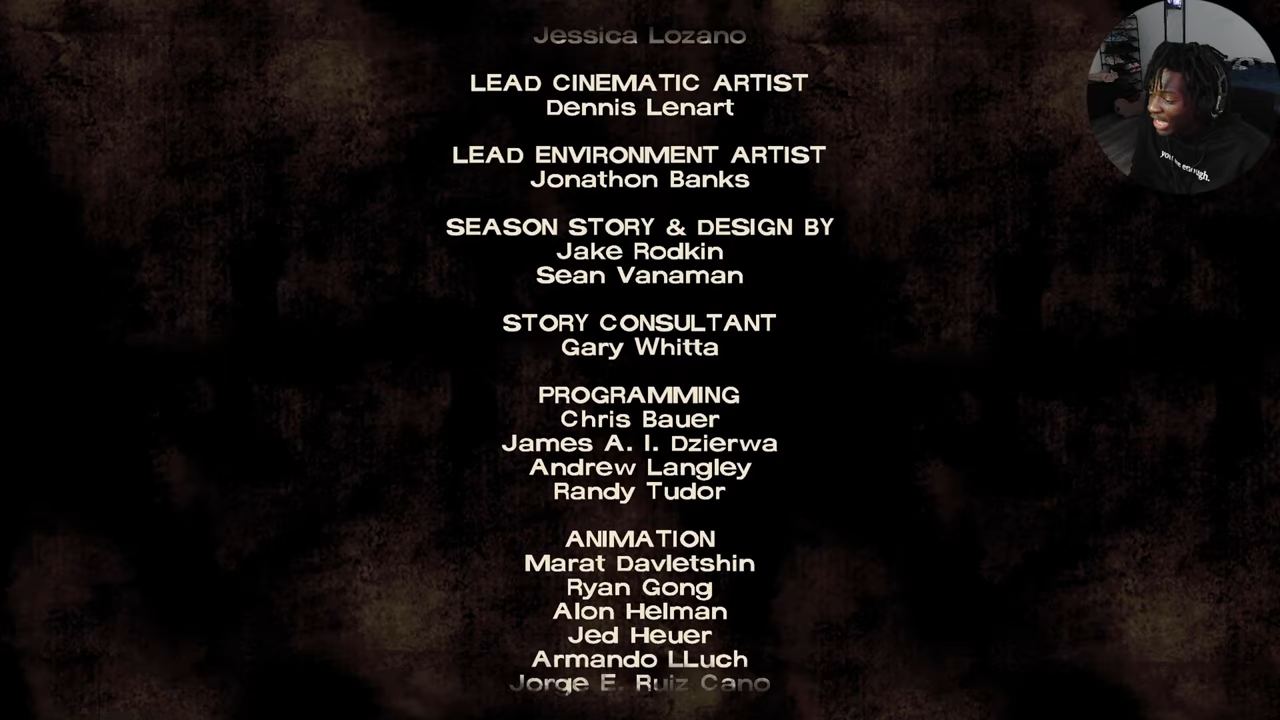 Jessica Lozano
LEAD CINEMATIC ARTIST
Dennis Lenart
LEAD ENVIRONMENT ARTIST
Jonathon Banks
SEASON STORY & DESIGN BY
Jake Rodkin
Sean Vanaman
STORY CONSULTANT
Gary Whitta
PROGRAMMING
Chris Bauer
James A. I. Dzierwa
Andrew Langley
Randy Tudor
ANIMATION
Marat Davletshin
Ryan Gong
Alon Helman
Jed Heuer
Armando LLuch
Jorge E. Ruiz Cano
enough.